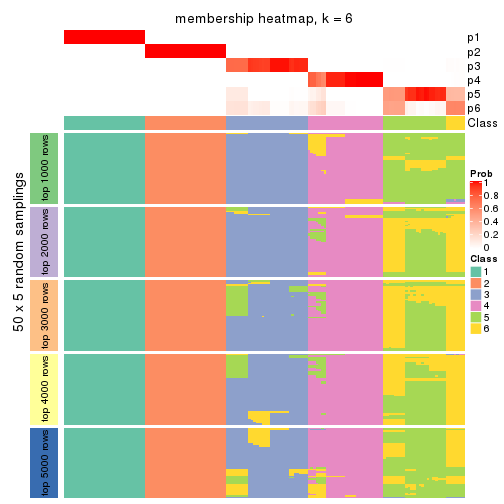 membership heatmap, k = 6
p1
p2
p3
p4
p5
p6
Class
50 x 5 random samplings
top 1000 rows
top 2000 rows
top 3000 rows
top 4000 rows
top 5000 rows
Prob
1
0.8
0.6
0.4
0.2
0
Class
1
2
3
4
5
6